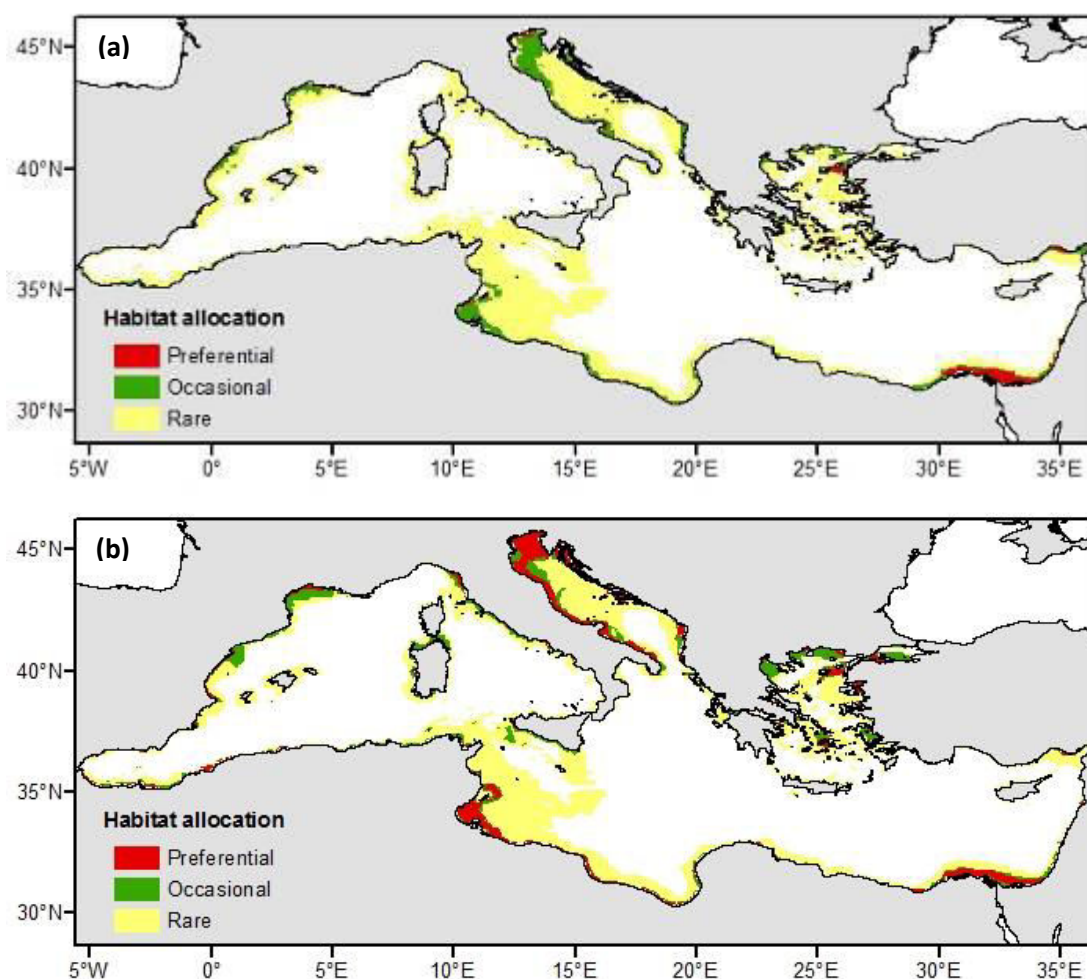 (a)
45°N
40°N
35°N
30°N
Habitat allocation
Preferential
Occasional
Rare
5°W 0° 5°E 10°E 15°E 20°E 25°E 30°E 35°E
(b)
45°N
40°N
35°N
30°N
Habitat allocation
Preferential
Occasional
Rare
5°W 0° 5°E 10°E 15°E 20°E 25°E 30°E 35°E